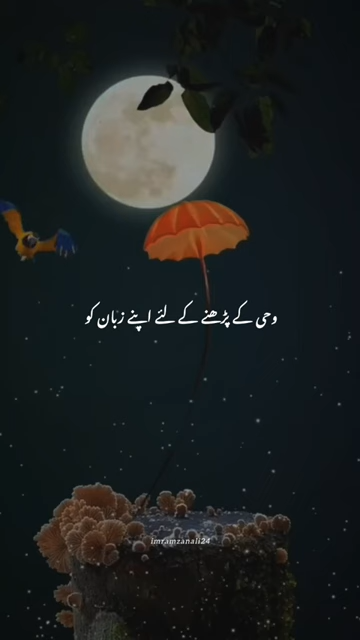 وحی کے پڑھنے کے لئے اپنے زبان کو
imramzanali24